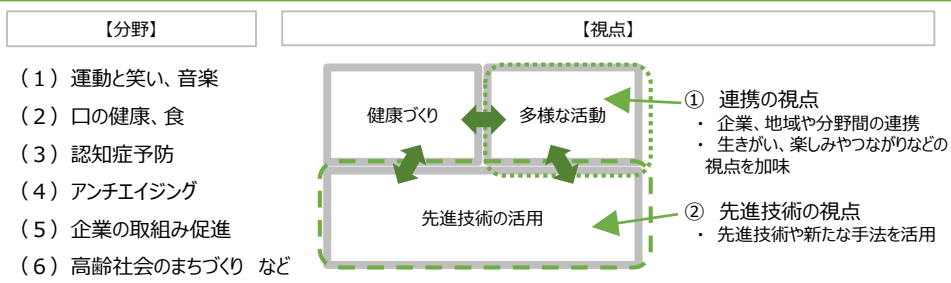 【分野】
(1)運動と笑い、音楽
(2)口の健康、食
(3)認知症予防
(4)アンチエイジング
(5)企業の取組み促進
(6)高齢社会のまちづくり など
【視点】
健康づくり
多様な活動
先進技術の活用
① 連携の視点
・ 企業、地域や分野間の連携
・ 生きがい、楽しみやつながりなどの
視点を加味
② 先進技術の視点
・ 先進技術や新たな手法を活用